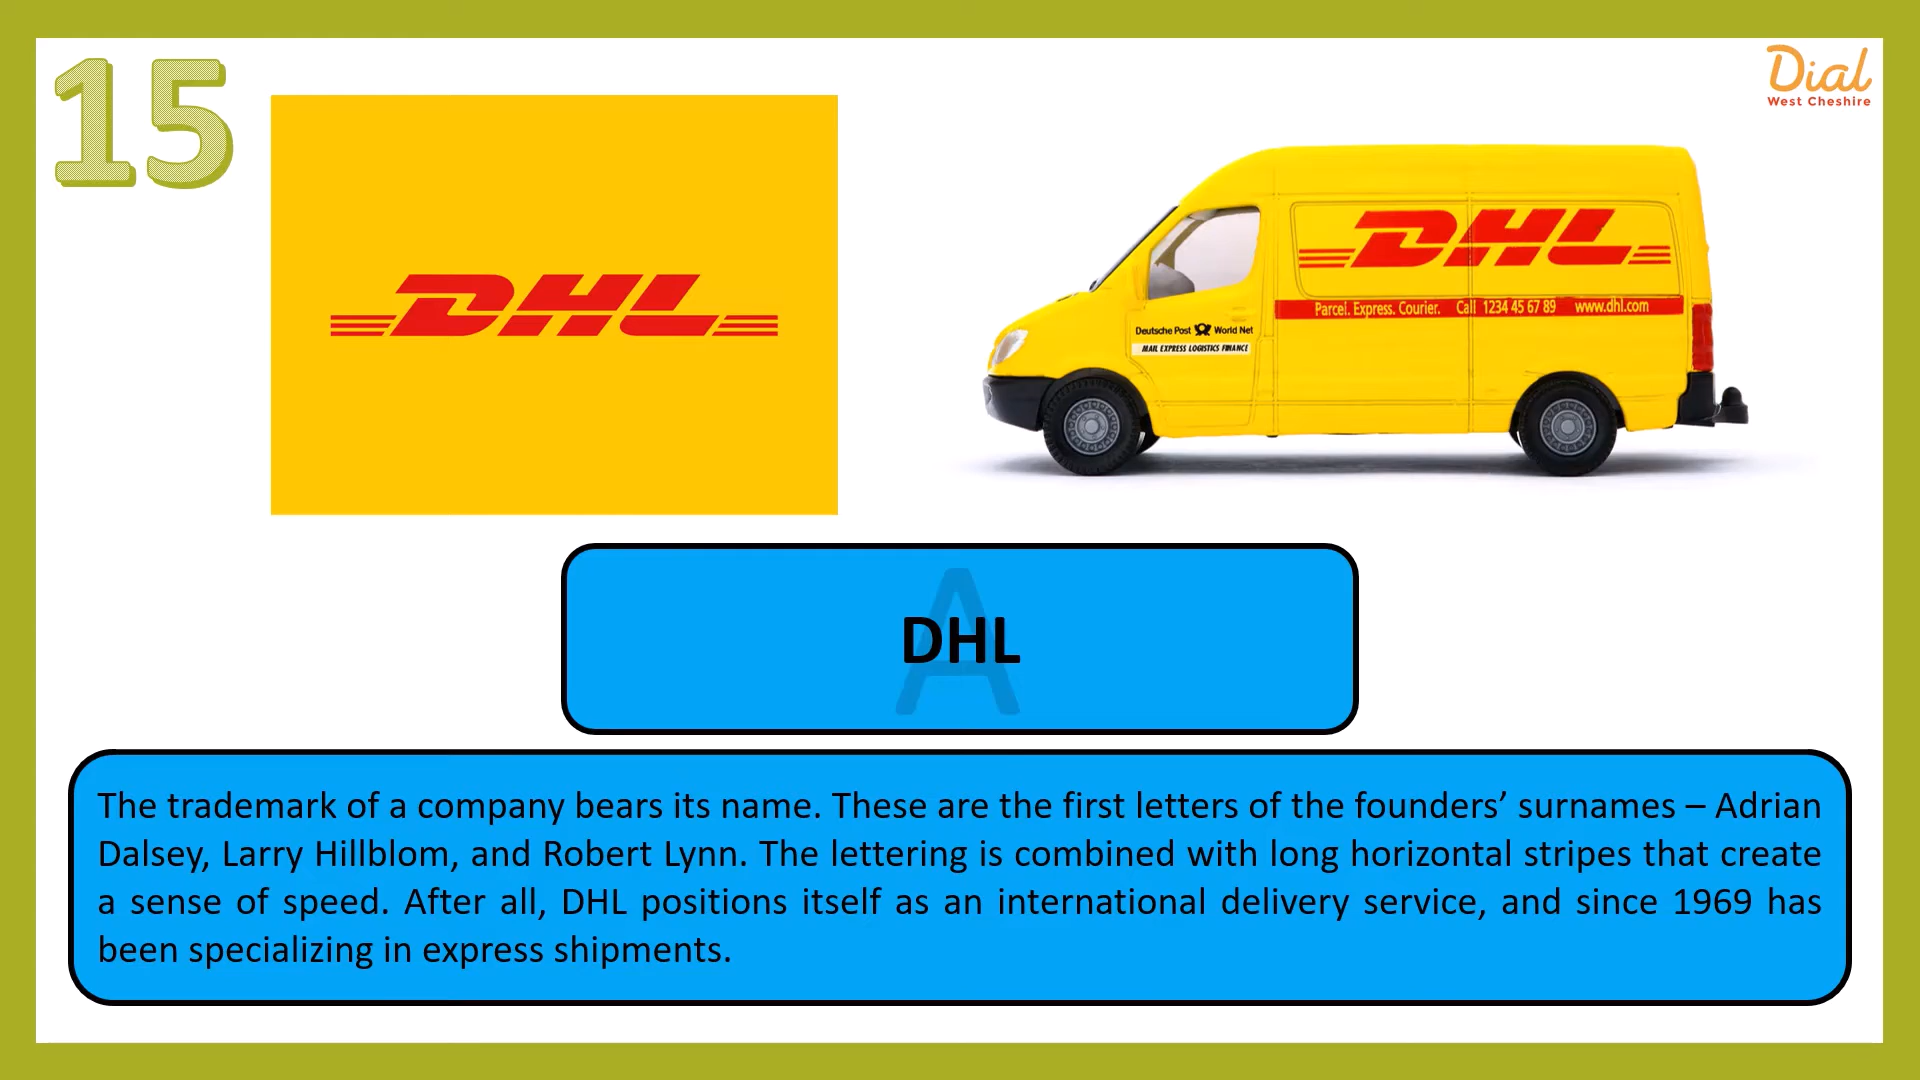 15
Dial
West Cheshire
DHL
DHL
Parcel. Express. Courier. Call 1234 45 67 89 www.dhl.com
Deutsche Post World Net
MAIL EXPRESS LOGISTICS FINANCE
A
DHL
The trademark of a company bears its name. These are the first letters of the founders’ surnames – Adrian
Dalsey, Larry Hillblom, and Robert Lynn. The lettering is combined with long horizontal stripes that create
a sense of speed. After all, DHL positions itself as an international delivery service, and since 1969 has
been specializing in express shipments.